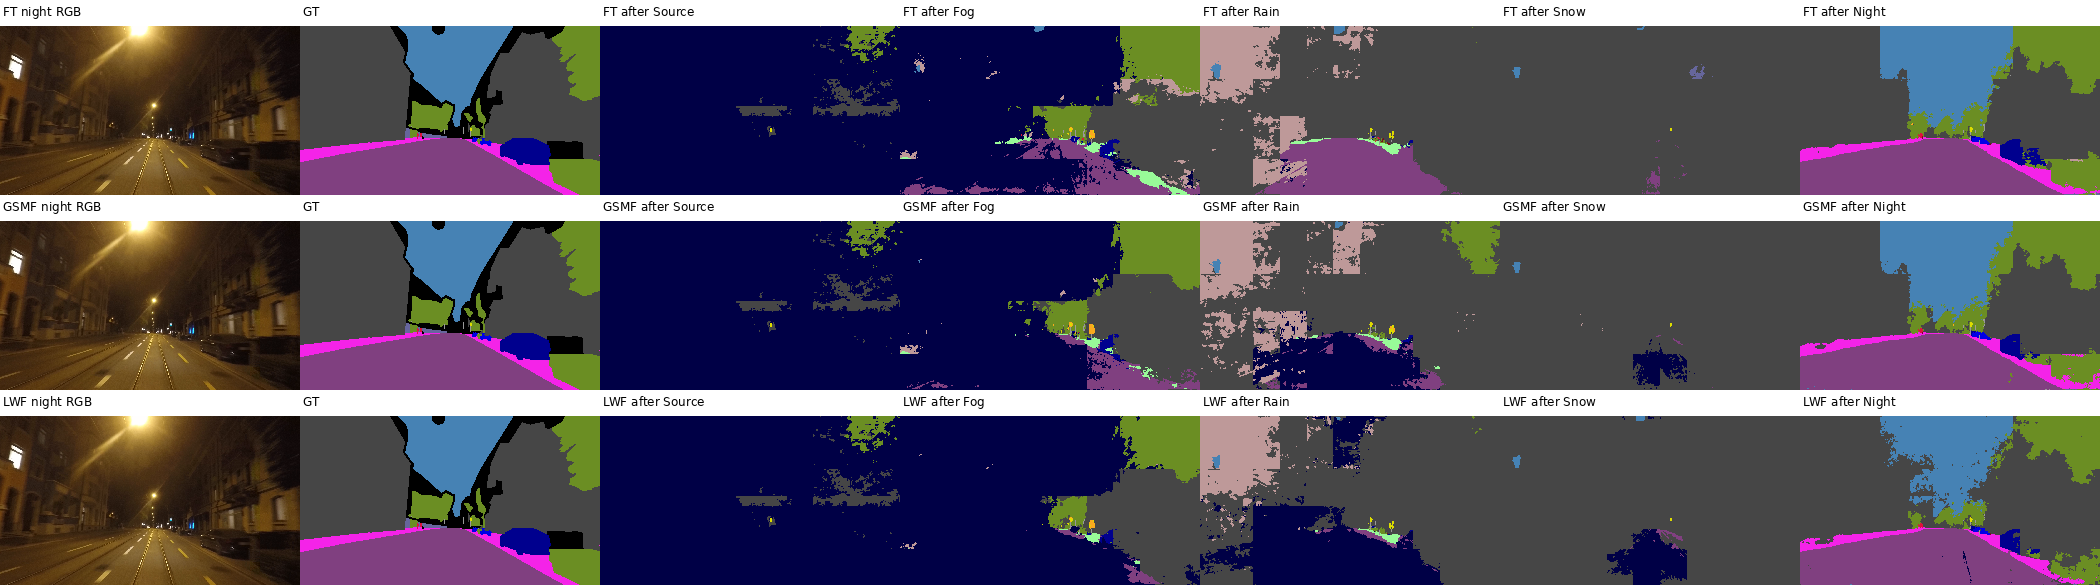 FT night RGB GT FT after Source FT after Fog FT after Rain FT after Snow FT after Night
GSMF night RGB GT GSMF after Source GSMF after Fog GSMF after Rain GSMF after Snow GSMF after Night
LWF night RGB GT LWF after Source LWF after Fog LWF after Rain LWF after Snow LWF after Night